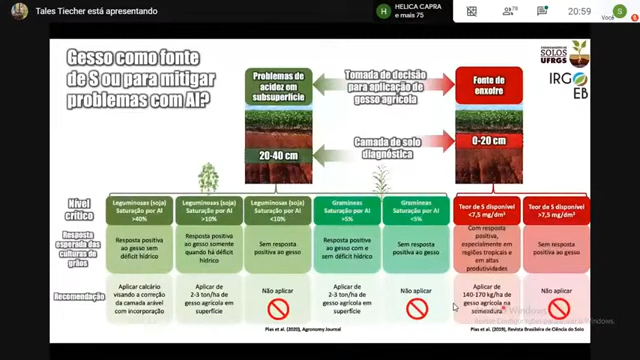 Tales Tiecher está apresentando
H
HELICA CAPRA
e mais 75
78
20:59
Você
S
Gesso como fonte
de S ou para mitigar
problemas com Al?
Problemas de
acidez em
subsuperfície
Tomada de decisão
para aplicação de
gesso agrícola
Fonte de
enxofre
SOLOS
UFRGS
IRG
EB
20-40 cm
Camada de solo
diagnóstica
0-20 cm
Nível
crítico
Leguminosas (soja)
Saturação por Al
>40%
Leguminosas (soja)
Saturação por Al
>10%
Leguminosas (soja)
Saturação por Al
<10%
Gramíneas
Saturação por Al
>5%
Gramíneas
Saturação por Al
<5%
Teor de S disponível
<7,5 mg/dm³
Teor de S disponível
>7,5 mg/dm³
Resposta
esperada das
culturas de
grãos
Resposta positiva
ao gesso sem
déficit hídrico
Resposta positiva
ao gesso somente
quando há déficit
hídrico
Sem resposta
positiva ao gesso
Resposta positiva
ao gesso com e
sem déficit hídrico
Sem resposta
positiva ao gesso
Com resposta
positiva,
especialmente em
regiões tropicais e
em altas
produtividades
Sem resposta
positiva ao gesso
Recomendação
Aplicar calcário
visando a correção
da camada arável
com incorporação
Aplicar de
2-3 ton/ha de
gesso agrícola em
superfície
Não aplicar
Aplicar de
2-3 ton/ha de
gesso agrícola em
superfície
Não aplicar
Aplicar de
140-170 kg/ha de
gesso agrícola na
semeadura
Não aplicar
Windows
Pias et al. (2020), Agronomy Journal
Pias et al. (2019), Revista Brasileira de Ciência do Solo